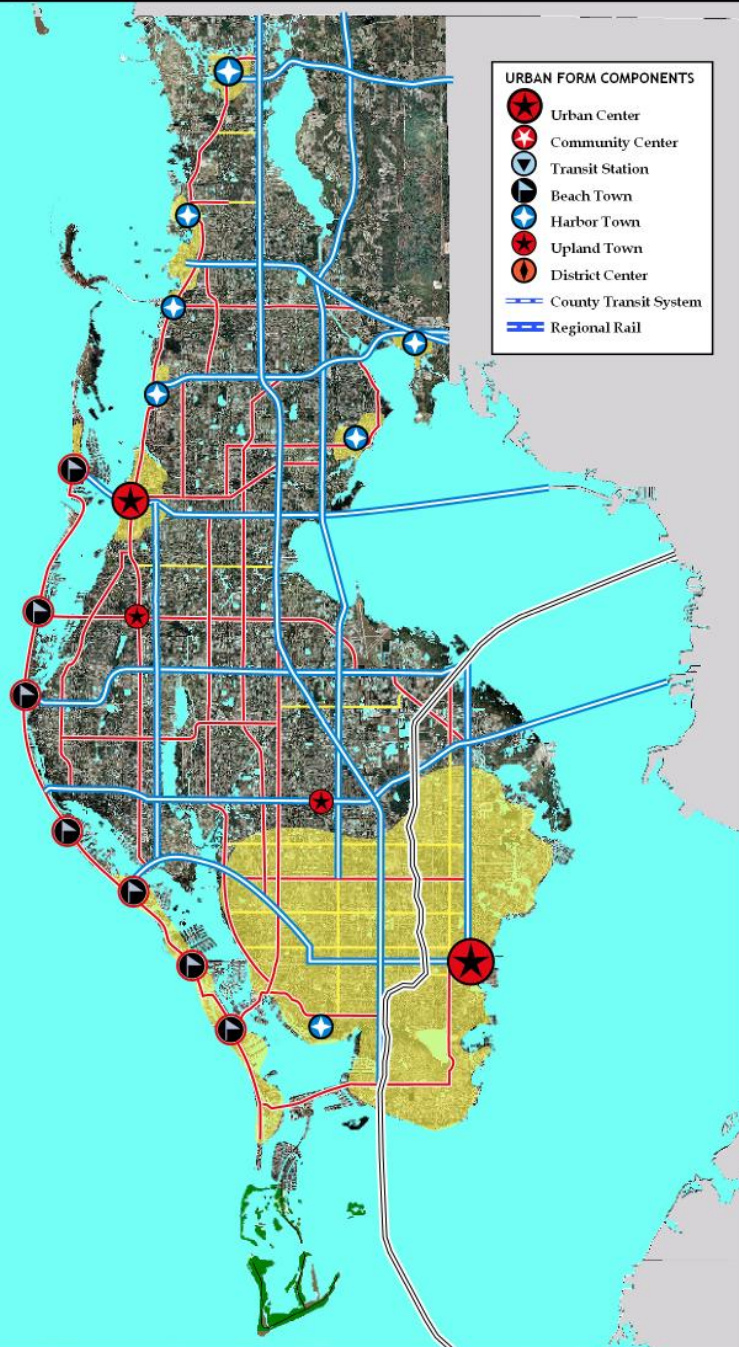 URBAN FORM COMPONENTS
Urban Center
Community Center
Transit Station
Beach Town
Harbor Town
Upland Town
District Center
County Transit System
Regional Rail